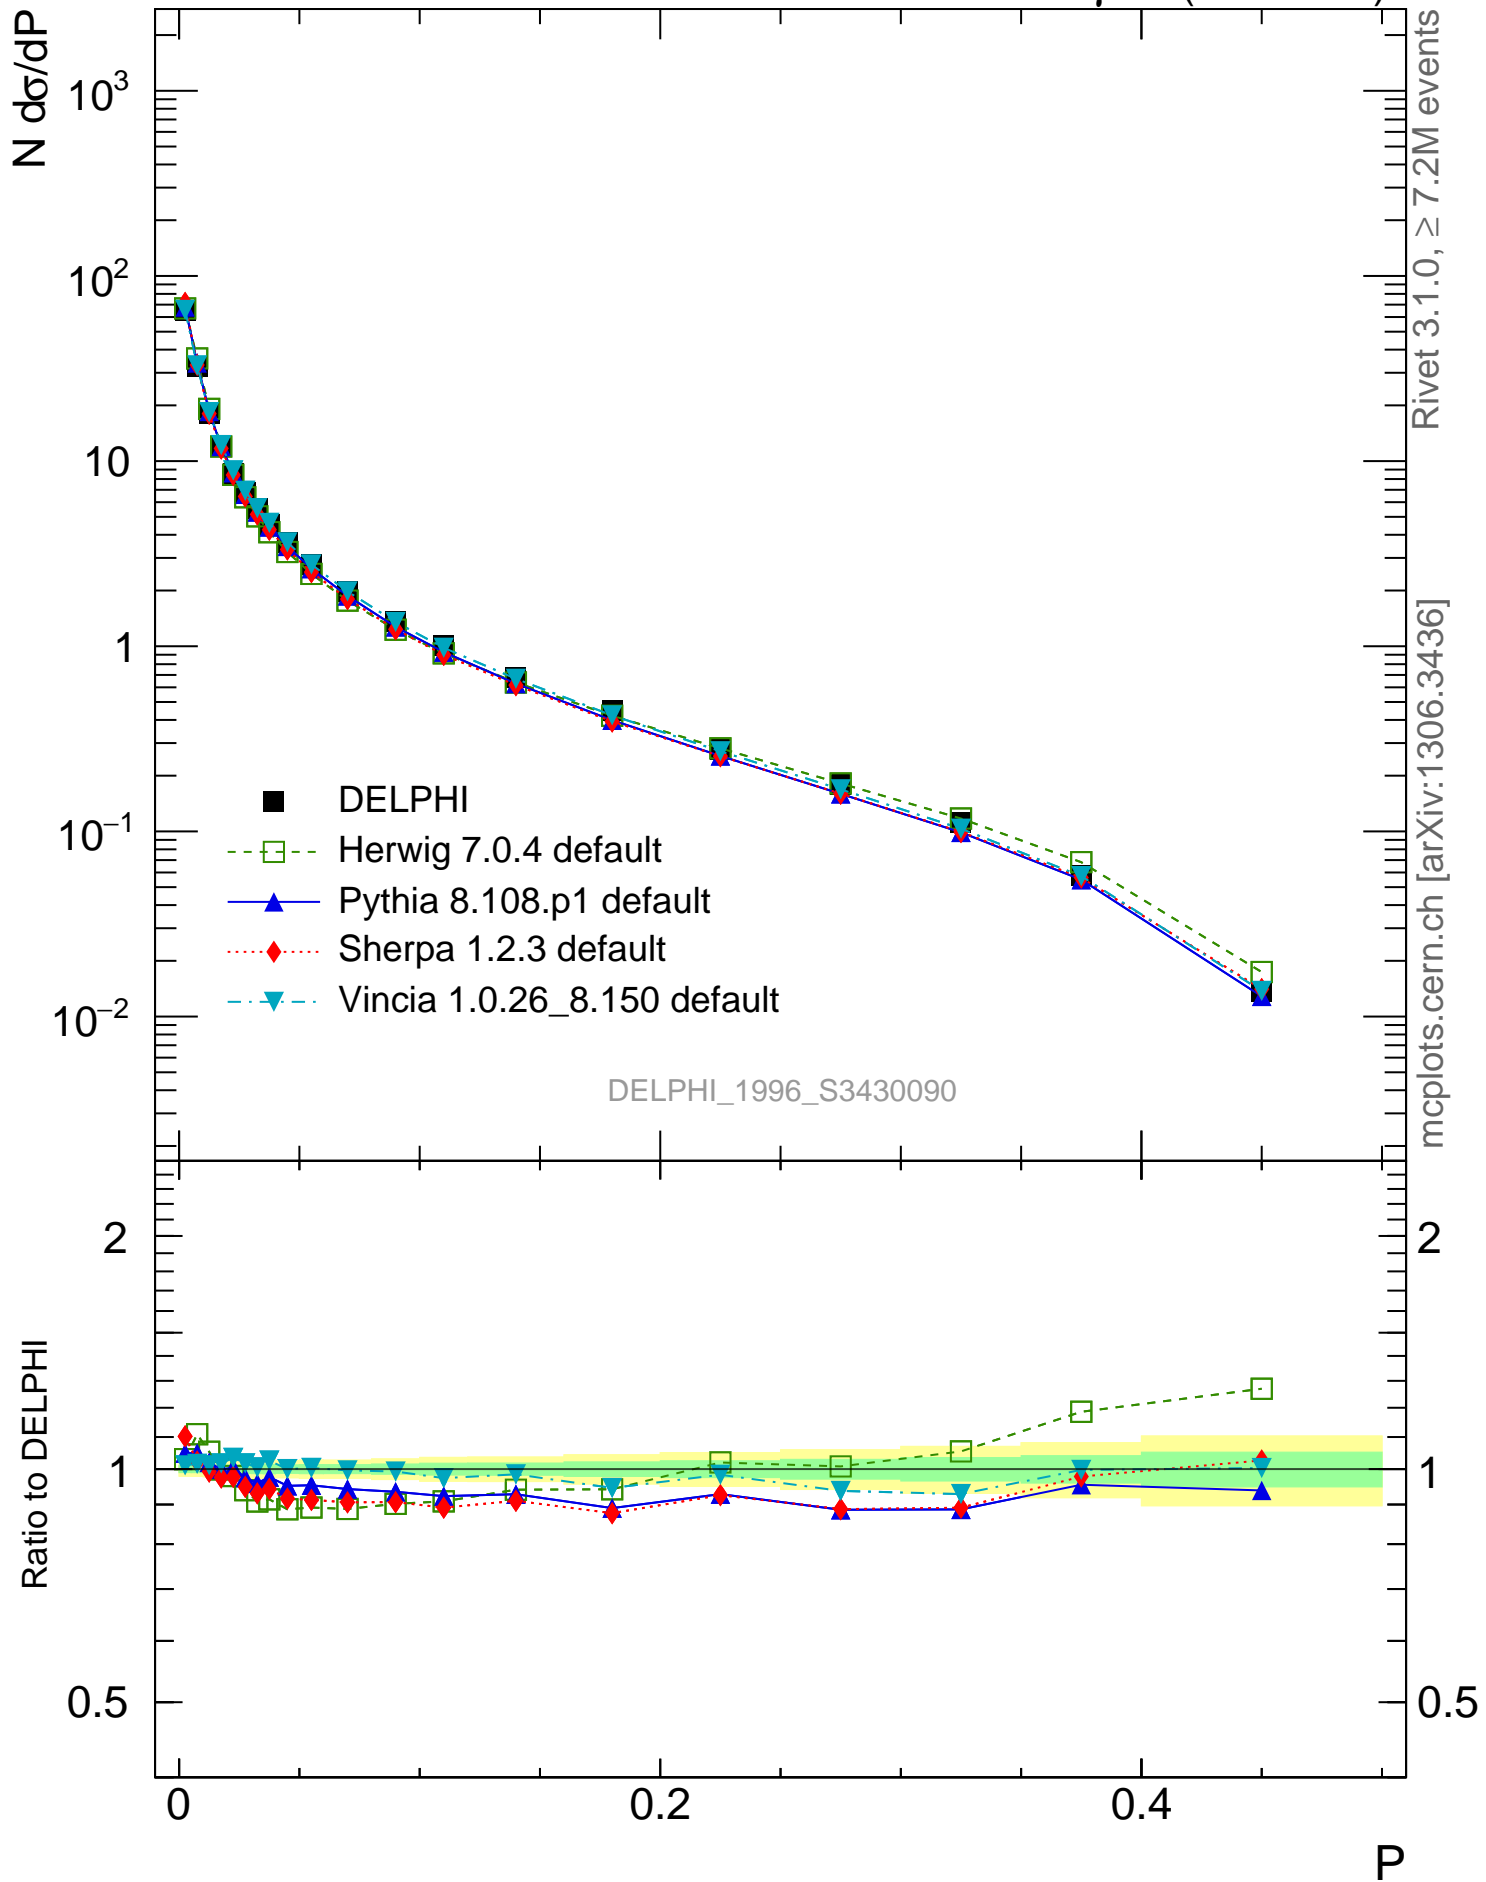 N dσ/dP
10³
10²
10
1
10⁻¹
10⁻²
DELPHI
Herwig 7.0.4 default
Pythia 8.108.p1 default
Sherpa 1.2.3 default
Vincia 1.0.26_8.150 default
DELPHI_1996_S3430090
Rivet 3.1.0, ≥ 7.2M events
mcplots.cern.ch [arXiv:1306.3436]
Ratio to DELPHI
2
1
0.5
2
1
0.5
0
0.2
0.4
P